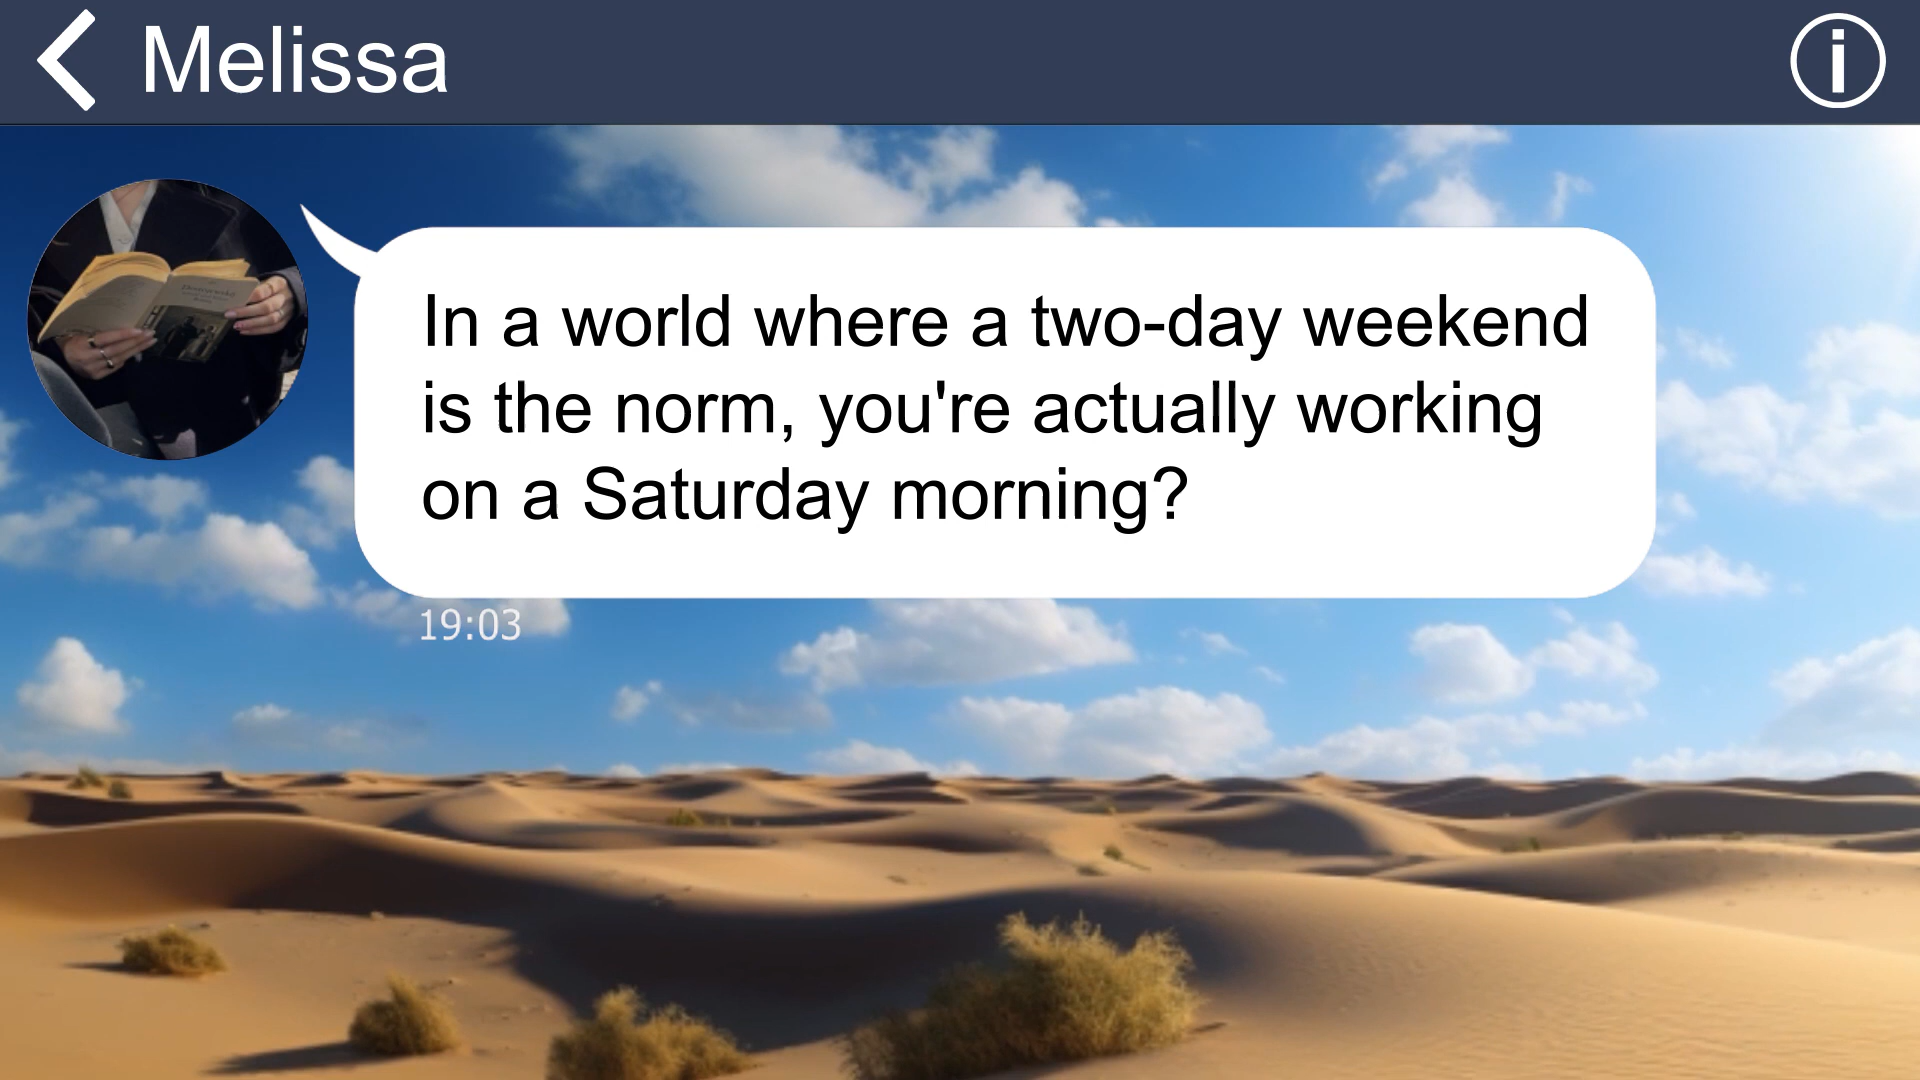 Melissa
In a world where a two-day weekend
is the norm, you're actually working
on a Saturday morning?
19:03